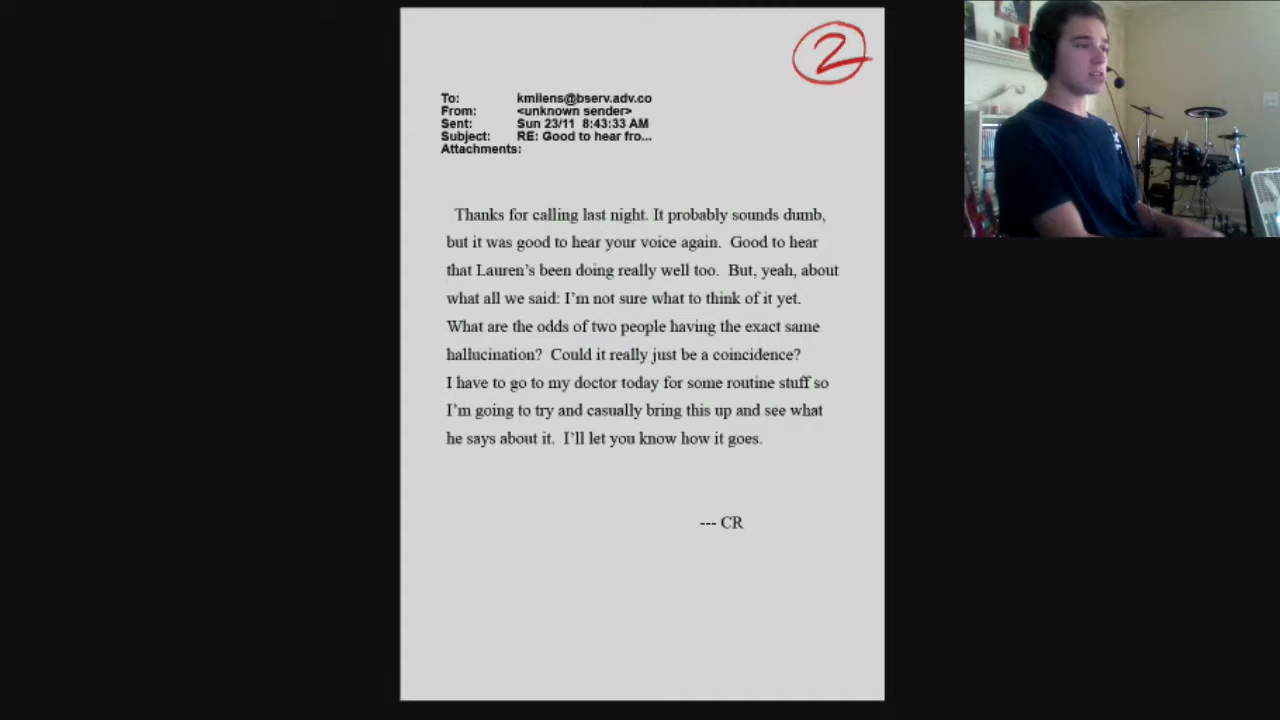 2
To: kmilens@bserv.adv.co
From: <unknown sender>
Sent: Sun 23/11 8:43:33 AM
Subject: RE: Good to hear fro...
Attachments:
Thanks for calling last night. It probably sounds dumb,
but it was good to hear your voice again. Good to hear
that Lauren's been doing really well too. But, yeah, about
what all we said: I'm not sure what to think of it yet.
What are the odds of two people having the exact same
hallucination? Could it really just be a coincidence?
I have to go to my doctor today for some routine stuff so
I'm going to try and casually bring this up and see what
he says about it. I'll let you know how it goes.
--- CR